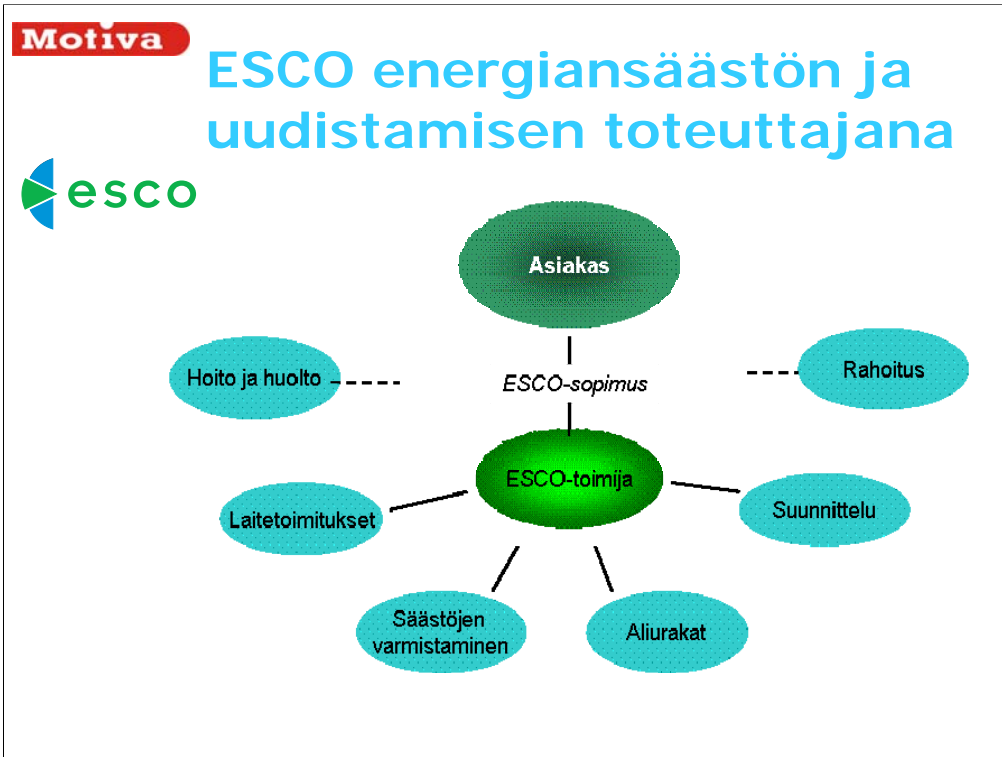 Motiva
ESCO energiansäästön ja
uudistamisen toteuttajana
esco
Asiakas
Hoito ja huolto
ESCO-sopimus
Rahoitus
ESCO-toimija
Laitetoimitukset
Suunnittelu
Säästöjen
varmistaminen
Aliurakat